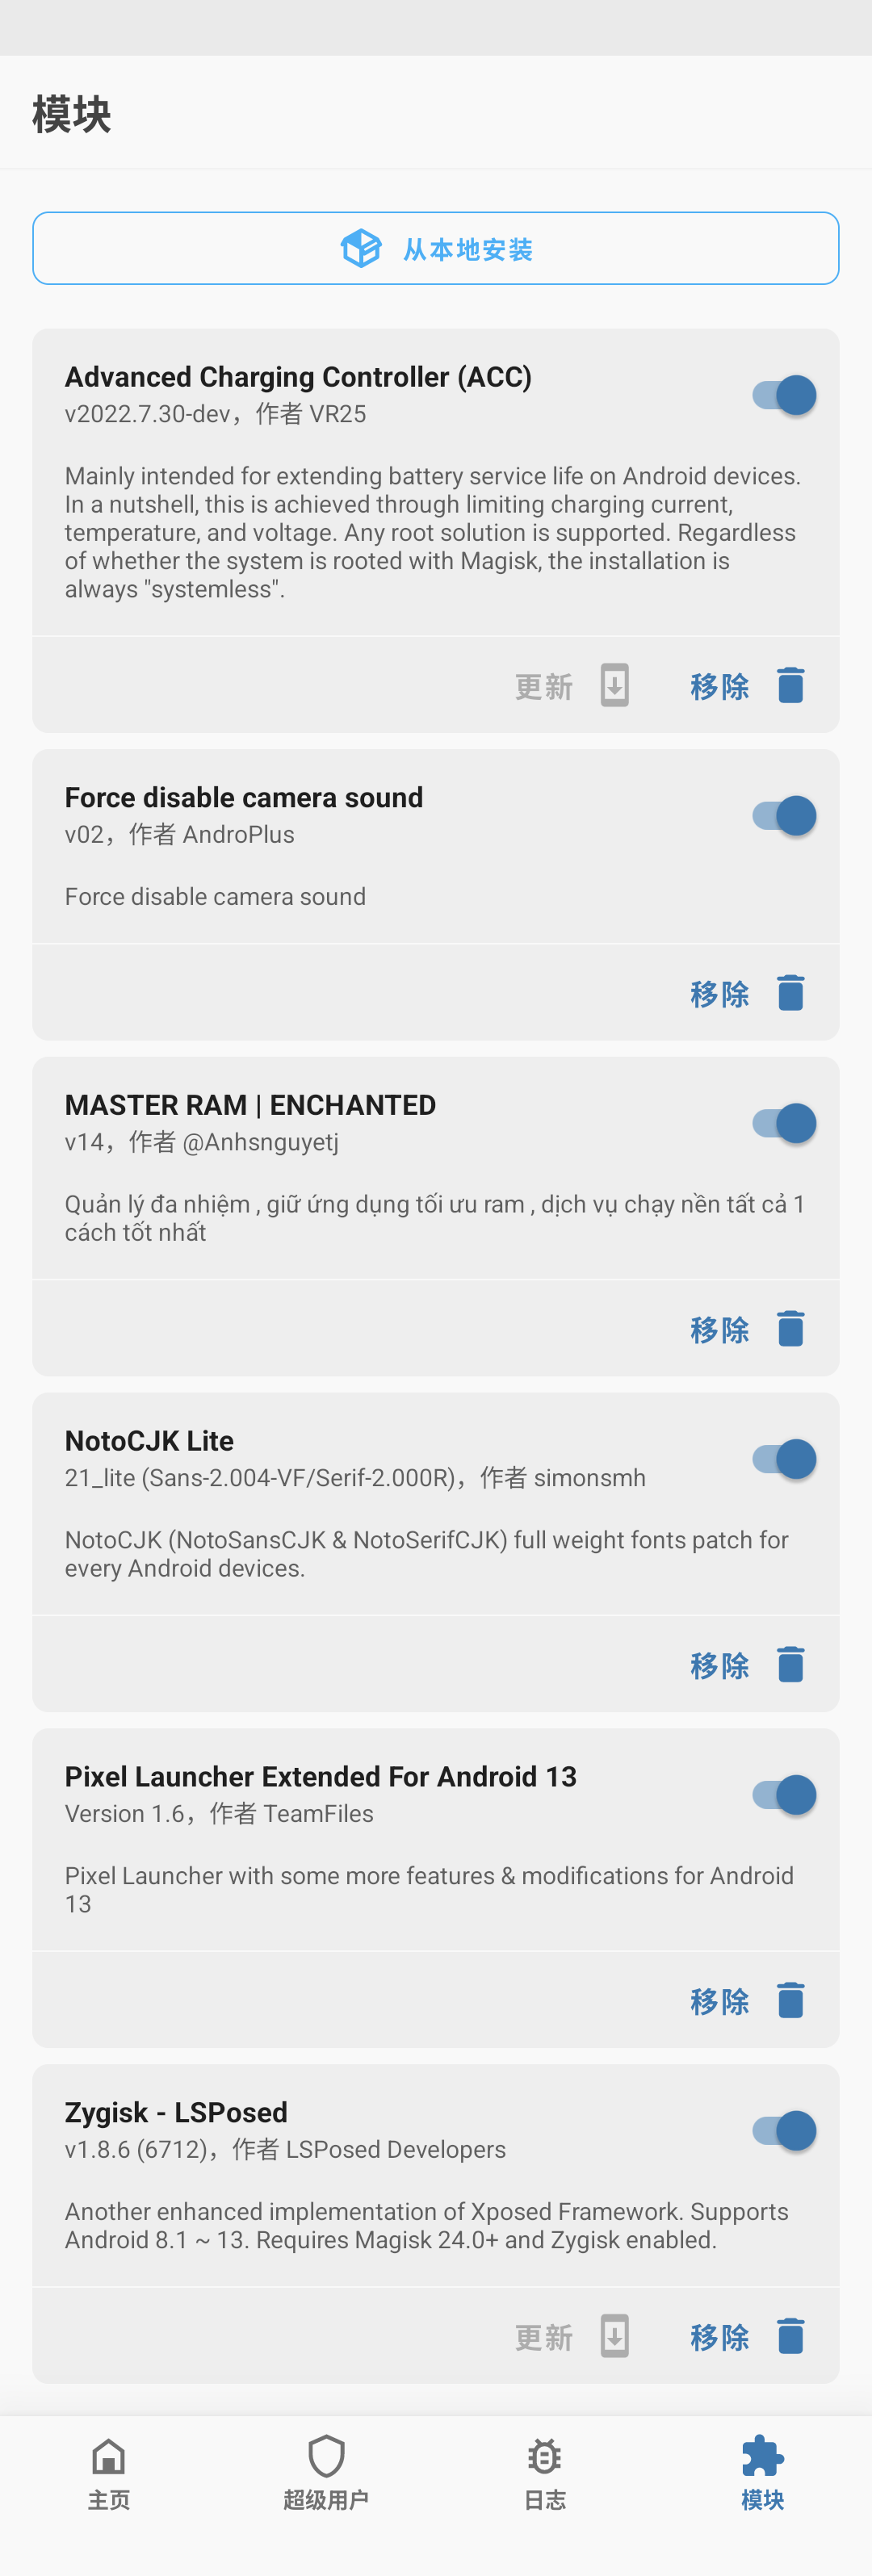 模块
从本地安装
Advanced Charging Controller (ACC)
v2022.7.30-dev，作者 VR25
Mainly intended for extending battery service life on Android devices.
In a nutshell, this is achieved through limiting charging current,
temperature, and voltage. Any root solution is supported. Regardless
of whether the system is rooted with Magisk, the installation is
always "systemless".
更新 移除
Force disable camera sound
v02，作者 AndroPlus
Force disable camera sound
移除
MASTER RAM | ENCHANTED
v14，作者 @Anhsnguyetj
Quản lý đa nhiệm , giữ ứng dụng tối ưu ram , dịch vụ chạy nền tất cả 1
cách tốt nhất
移除
NotoCJK Lite
21_lite (Sans-2.004-VF/Serif-2.000R)，作者 simonsmh
NotoCJK (NotoSansCJK & NotoSerifCJK) full weight fonts patch for
every Android devices.
移除
Pixel Launcher Extended For Android 13
Version 1.6，作者 TeamFiles
Pixel Launcher with some more features & modifications for Android
13
移除
Zygisk - LSPosed
v1.8.6 (6712)，作者 LSPosed Developers
Another enhanced implementation of Xposed Framework. Supports
Android 8.1 ~ 13. Requires Magisk 24.0+ and Zygisk enabled.
更新 移除
主页 超级用户 日志 模块